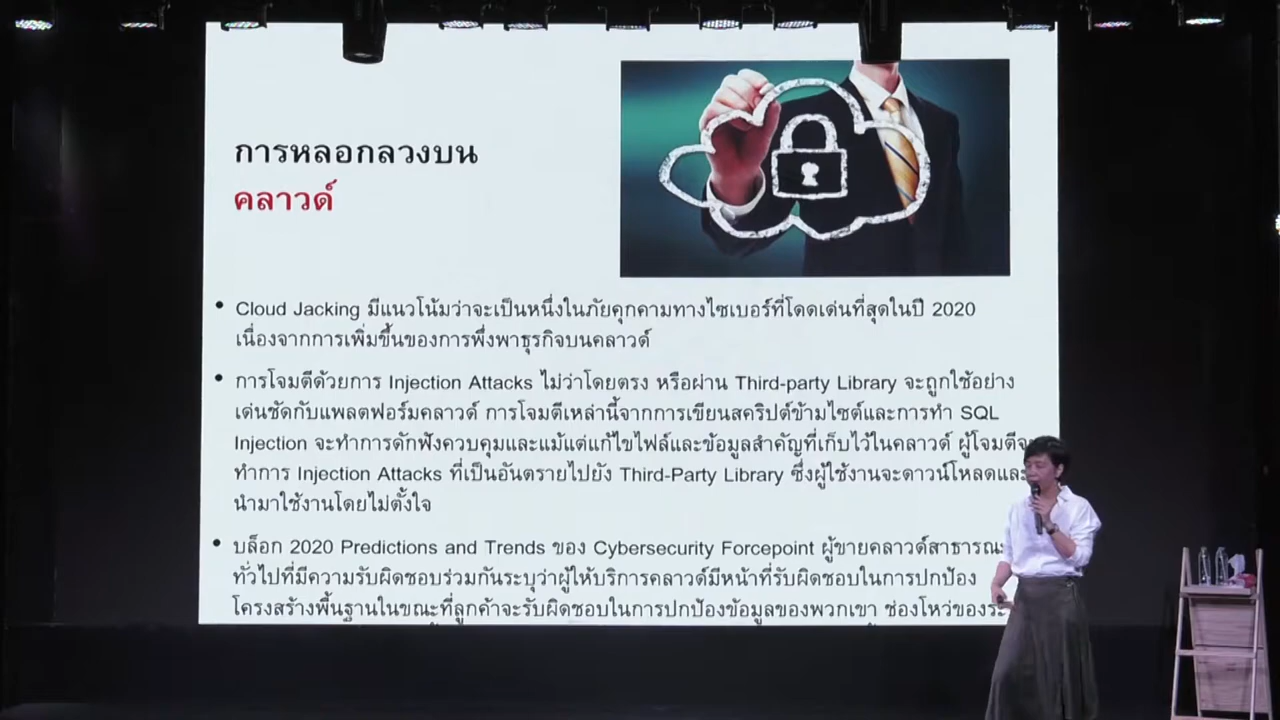 การหลอกลวงบน
คลาวด์
• Cloud Jacking มีแนวโน้มว่าจะเป็นหนึ่งในภัยคุกคามทางไซเบอร์ที่โดดเด่นที่สุดในปี 2020
เนื่องจากการเพิ่มขึ้นของการพึ่งพาธุรกิจบนคลาวด์
• การโจมตีด้วยการ Injection Attacks ไม่ว่าโดยตรง หรือผ่าน Third-party Library จะถูกใช้อย่าง
เด่นชัดกับแพลตฟอร์มคลาวด์ การโจมตีเหล่านี้จากการเขียนสคริปต์ข้ามไซต์และการทำ SQL
Injection จะทำการดักฟังควบคุมและแม้แต่แก้ไขไฟล์และข้อมูลสำคัญที่เก็บไว้ในคลาวด์ ผู้โจมตี
ทำการ Injection Attacks ที่เป็นอันตรายไปยัง Third-Party Library ซึ่งผู้ใช้งานจะดาวน์โหลดและ
นำมาใช้งานโดยไม่ตั้งใจ
• บล็อก 2020 Predictions and Trends ของ Cybersecurity Forcepoint ผู้ขายคลาวด์สาธารณะ
ทั่วไปที่มีความรับผิดชอบร่วมกันระบุว่าผู้ให้บริการคลาวด์มีหน้าที่รับผิดชอบในการปกป้อง
โครงสร้างพื้นฐานในขณะที่ลูกค้าจะรับผิดชอบในการปกป้องข้อมูลของพวกเขา ช่องโหว่ของ